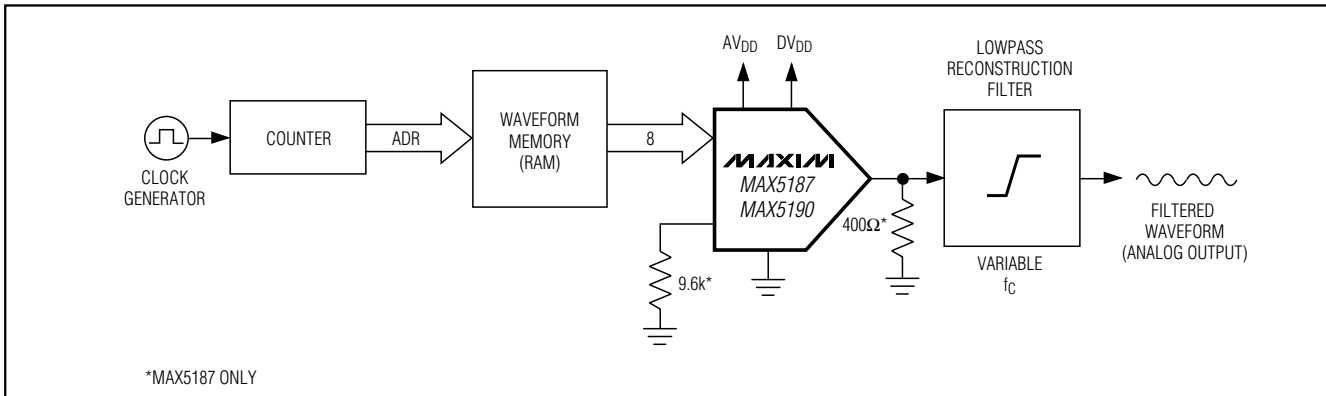 CLOCK
GENERATOR
COUNTER
ADR
WAVEFORM
MEMORY
(RAM)
8
AVDD
DVDD
MAXIM
MAX5187
MAX5190
9.6k*
400Ω*
LOWPASS
RECONSTRUCTION
FILTER
VARIABLE
fC
FILTERED
WAVEFORM
(ANALOG OUTPUT)
*MAX5187 ONLY